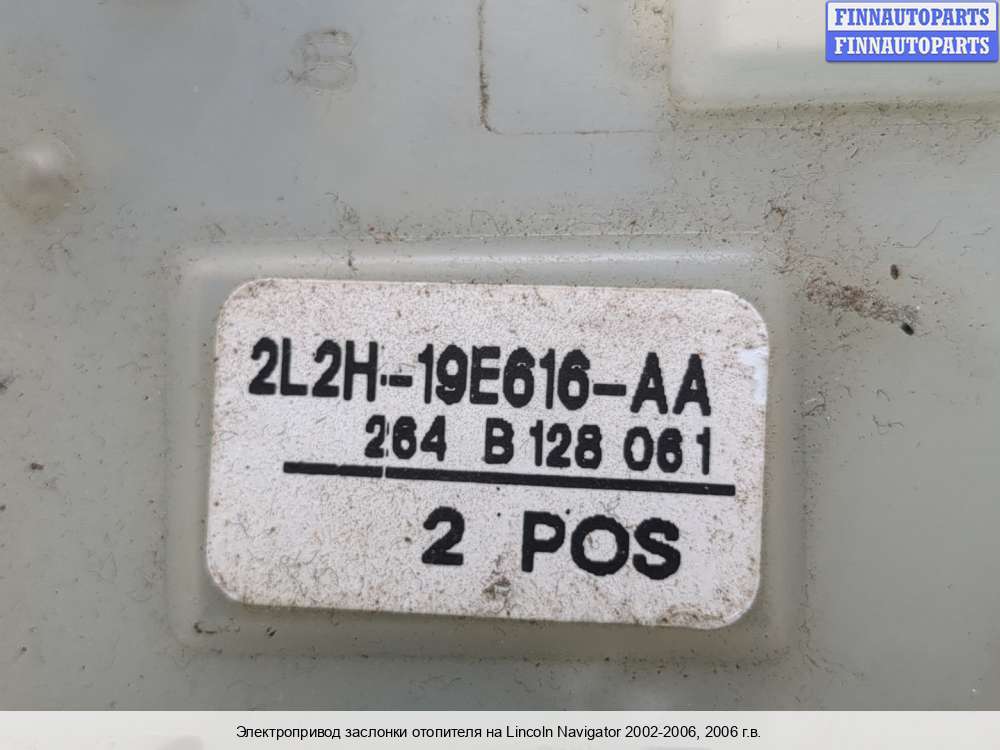 FINNAUTOPARTS
FINNAUTOPARTS
2L2H-19E616-AA
264 B 128 061
2 POS
Электропривод заслонки отопителя на Lincoln Navigator 2002-2006, 2006 г.в.